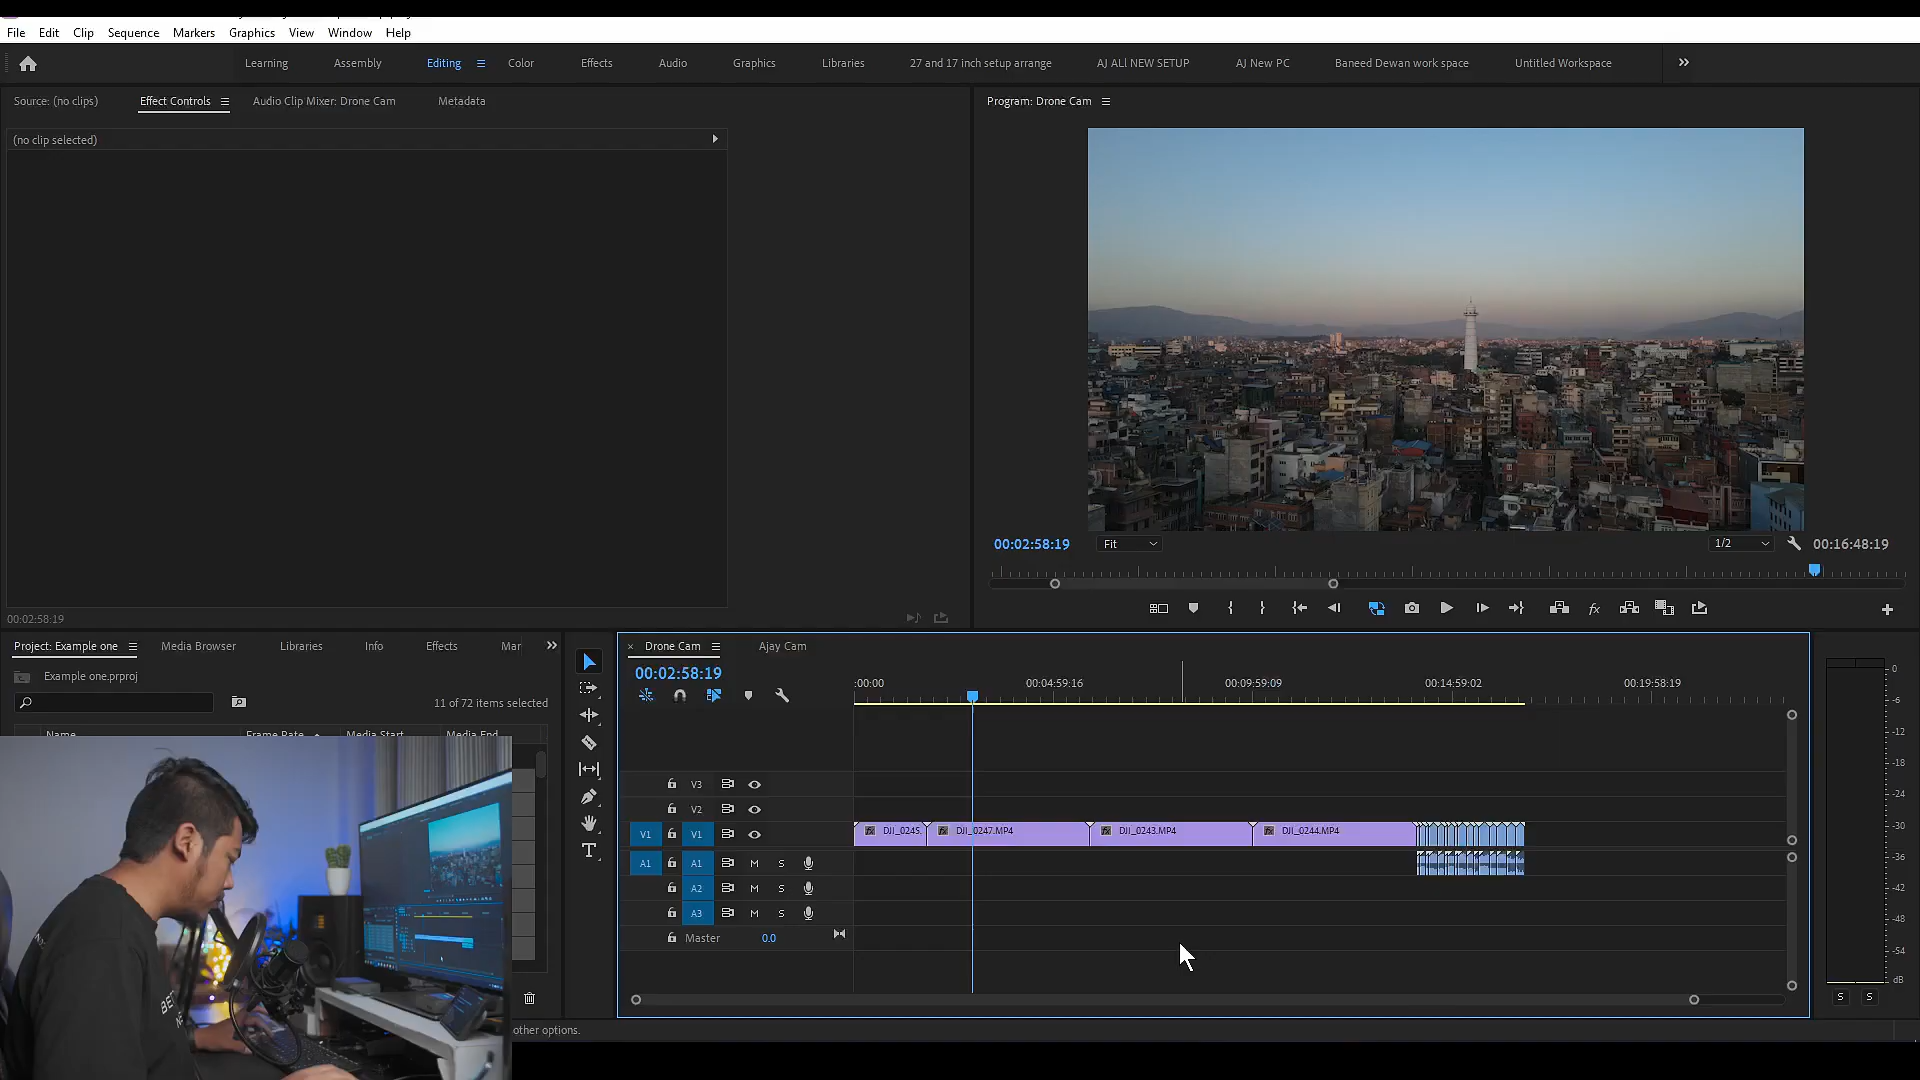 File Edit Clip Sequence Markers Graphics View Window Help
Learning Assembly Editing Color Effects Audio Graphics Libraries 27 and 17 inch setup arrange AJ ALl NEW SETUP AJ New PC Baneed Dewan work space Untitled Workspace
Source: (no clips) Effect Controls Audio Clip Mixer: Drone Cam Metadata
Program: Drone Cam
(no clip selected)
00:02:58:19 Fit 1/2 00:16:48:19
00:02:58:19
Project: Example one Media Browser Libraries Info Effects Mar
Example one.prproj
11 of 72 items selected
Name Frame Rate Media Start Media End
Drone Cam Ajay Cam
00:02:58:19
:00:00 00:04:59:16 00:09:59:09 00:14:59:02 00:19:58:19
V3
V2
V1 V1 DJI_0245. DJI_0247.MP4 DJI_0243.MP4 DJI_0244.MP4
A1 A1 M S
A2 M S
A3 M S
Master 0.0
0
-6
-12
-18
-24
-30
-36
-42
-48
-54
dB
S S
other options.